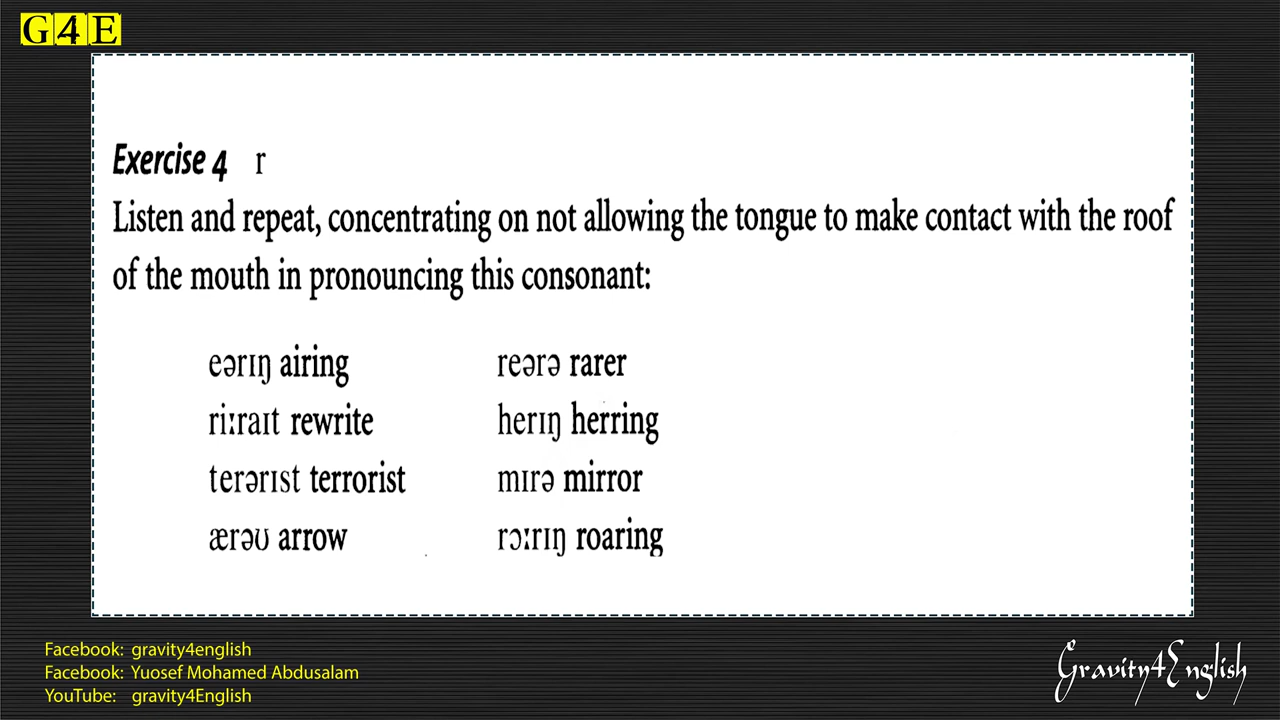 G4E
Exercise 4 r
Listen and repeat, concentrating on not allowing the tongue to make contact with the roof
of the mouth in pronouncing this consonant:
eərɪŋ airing reərə rarer
riːraɪt rewrite herɪŋ herring
terərɪst terrorist mɪrə mirror
ærəʊ arrow rɔːrɪŋ roaring
Facebook: gravity4english
Facebook: Yuosef Mohamed Abdusalam
YouTube: gravity4English
Gravity4English